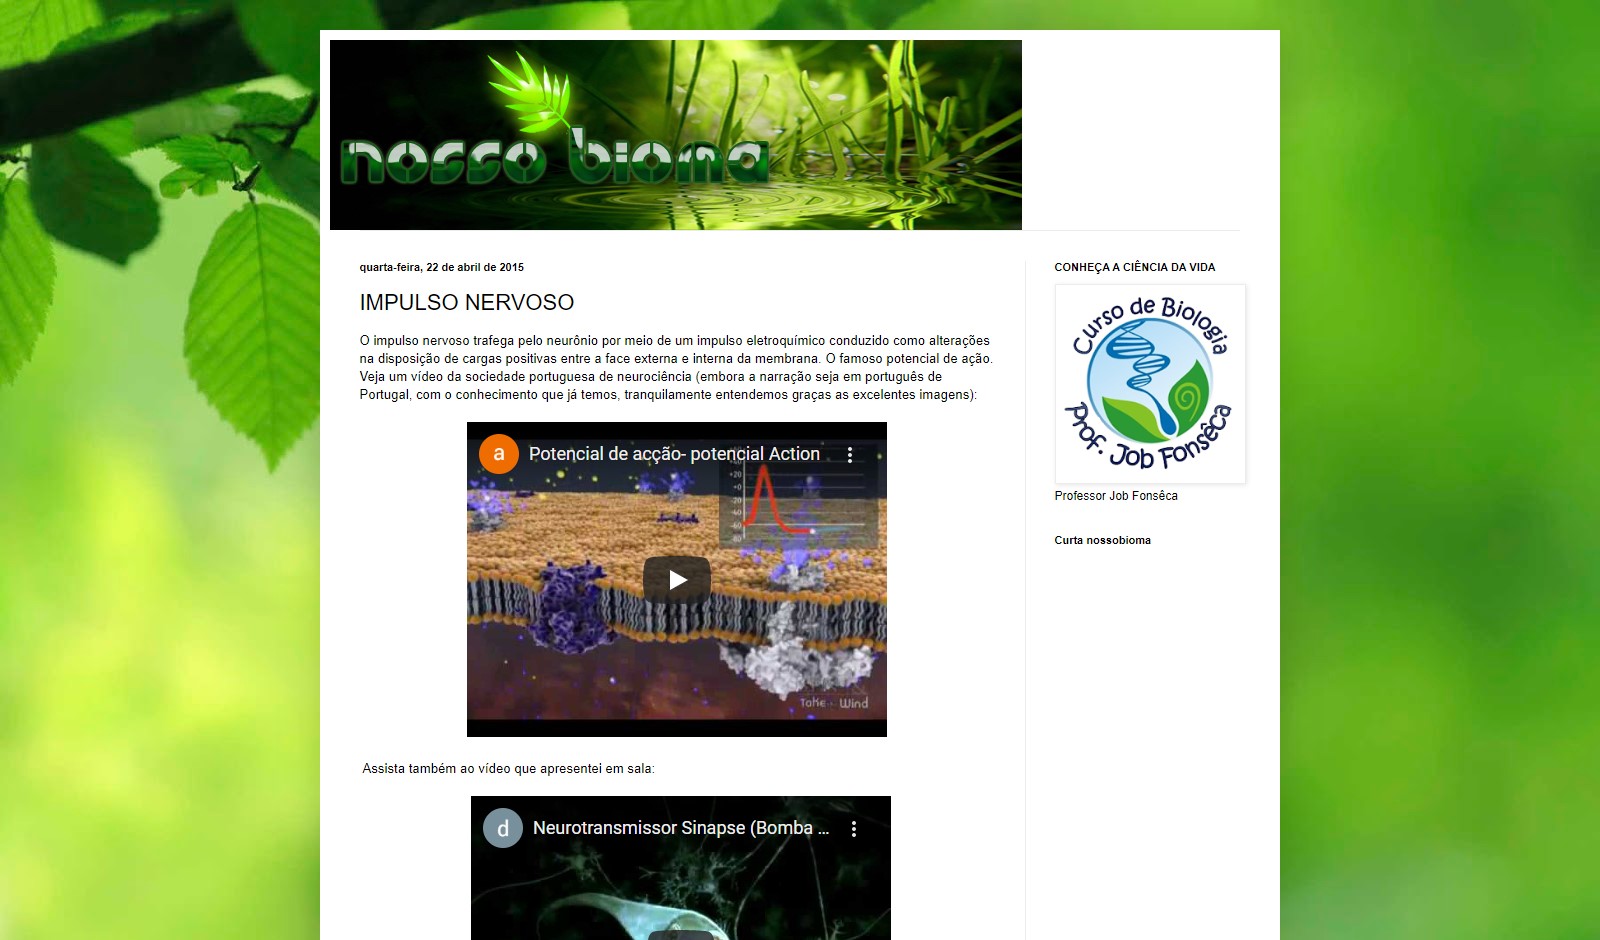 nosso bioma
quarta-feira, 22 de abril de 2015
IMPULSO NERVOSO
O impulso nervoso trafega pelo neurônio por meio de um impulso eletroquímico conduzido como alterações
na disposição de cargas positivas entre a face externa e interna da membrana. O famoso potencial de ação.
Veja um vídeo da sociedade portuguesa de neurociência (embora a narração seja em português de
Portugal, com o conhecimento que já temos, tranquilamente entendemos graças as excelentes imagens):
a
Potencial de acção- potencial Action
+20
+0
-20
-40
-60
-80
Take Wind
Assista também ao vídeo que apresentei em sala:
d
Neurotransmissor Sinapse (Bomba ...
CONHEÇA A CIÊNCIA DA VIDA
Curso de Biologia
Prof. Job Fonsêca
Professor Job Fonsêca
Curta nossobioma